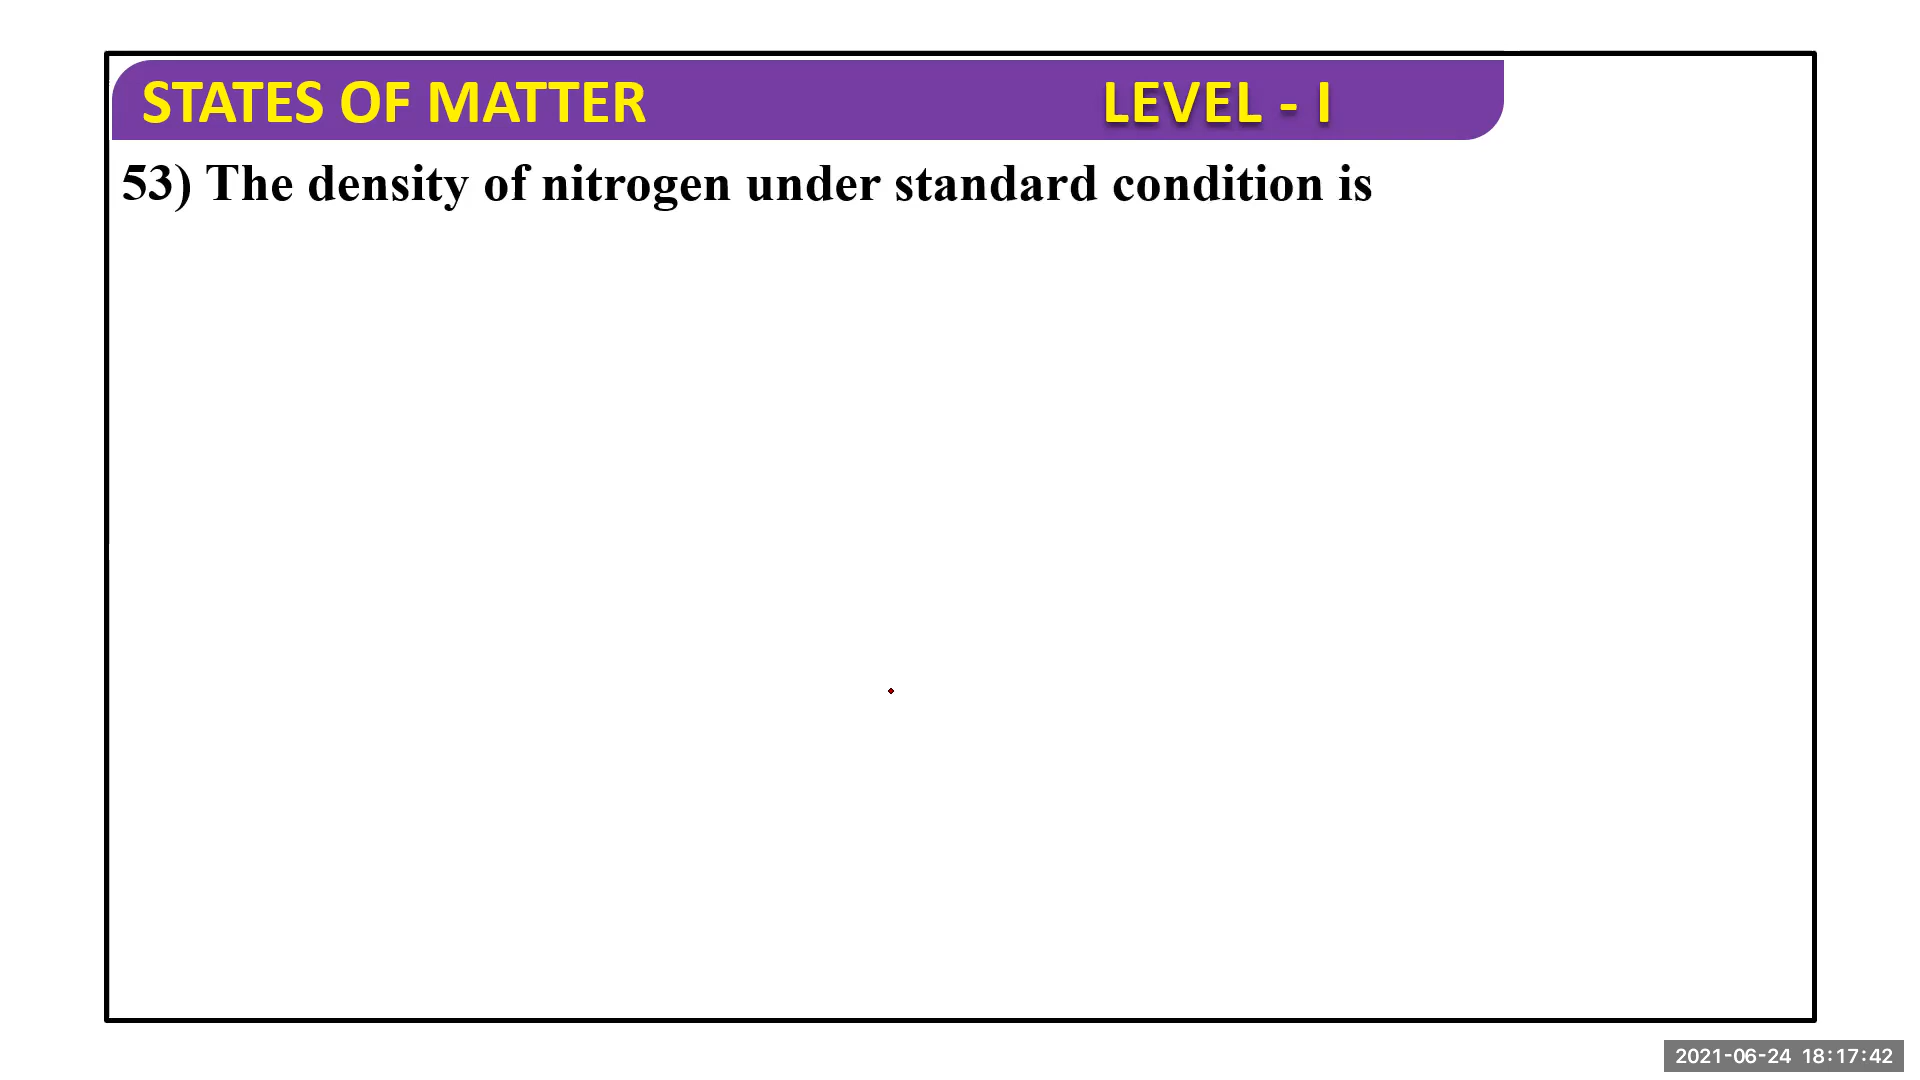 STATES OF MATTER LEVEL - I
53) The density of nitrogen under standard condition is
2021-06-24 18:17:42